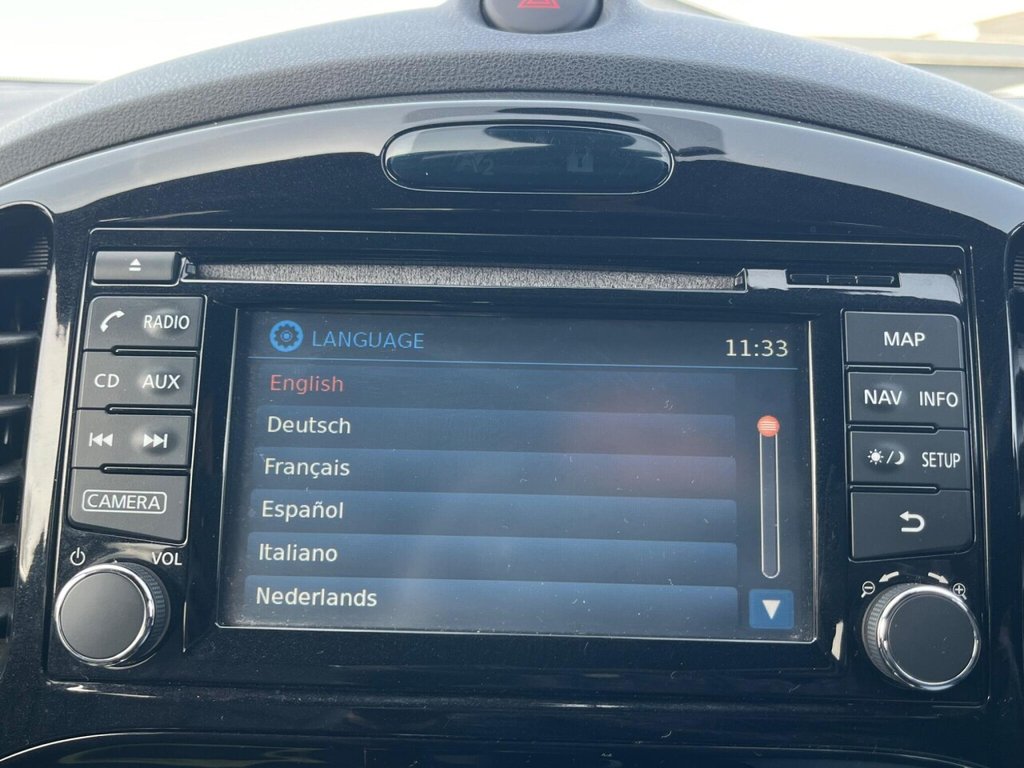 RADIO
CD AUX
CAMERA
VOL
LANGUAGE
11:33
English
Deutsch
Français
Español
Italiano
Nederlands
MAP
NAV INFO
SETUP